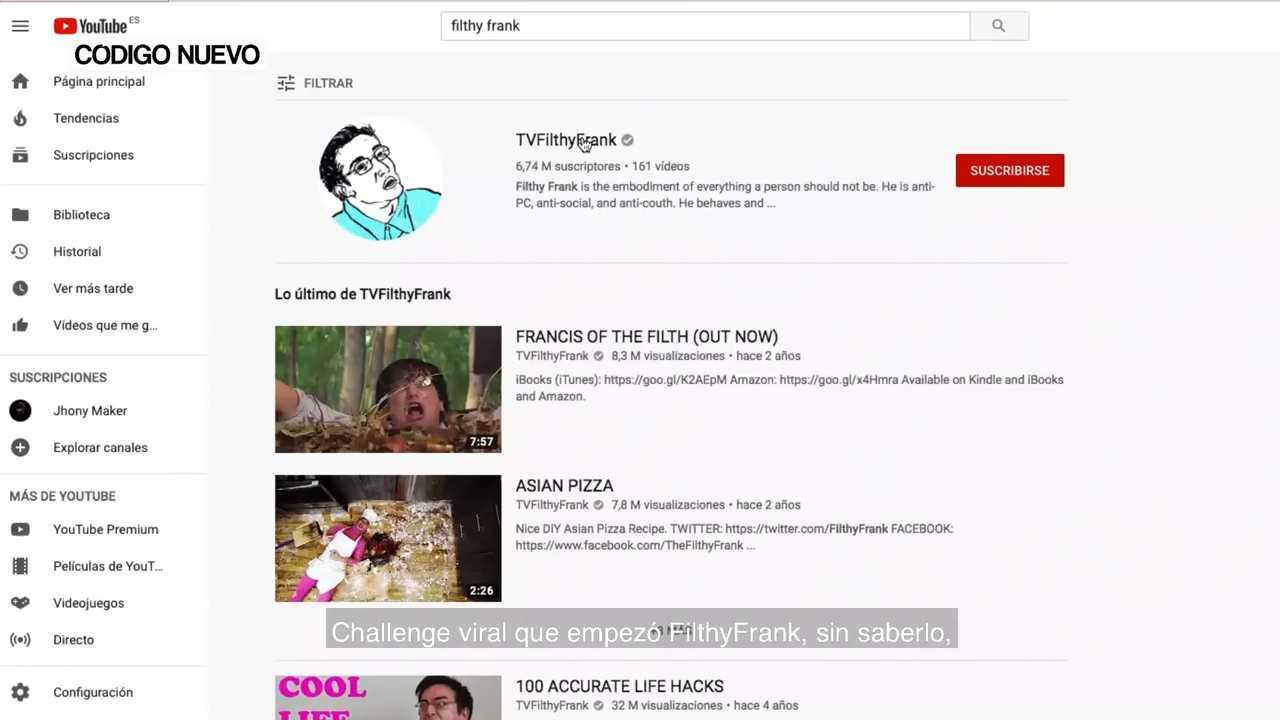 YouTube ES
filthy frank
CÓDIGO NUEVO
Página principal
Tendencias
Suscripciones
Biblioteca
Historial
Ver más tarde
Vídeos que me g...
SUSCRIPCIONES
Jhony Maker
Explorar canales
MÁS DE YOUTUBE
YouTube Premium
Películas de YouT...
Videojuegos
Directo
Configuración
FILTRAR
TVFilthyFrank
6,74 M suscriptores • 161 vídeos
Filthy Frank is the embodiment of everything a person should not be. He is anti-
PC, anti-social, and anti-couth. He behaves and ...
SUSCRIBIRSE
Lo último de TVFilthyFrank
7:57
FRANCIS OF THE FILTH (OUT NOW)
TVFilthyFrank 8,3 M visualizaciones • hace 2 años
iBooks (iTunes): https://goo.gl/K2AEpM Amazon: https://goo.gl/x4Hmra Available on Kindle and iBooks
and Amazon.
2:26
ASIAN PIZZA
TVFilthyFrank 7,8 M visualizaciones • hace 2 años
Nice DIY Asian Pizza Recipe. TWITTER: https://twitter.com/FilthyFrank FACEBOOK:
https://www.facebook.com/TheFilthyFrank ...
Challenge viral que empezó FilthyFrank, sin saberlo,
COOL
LIFE
100 ACCURATE LIFE HACKS
TVFilthyFrank 32 M visualizaciones • hace 4 años